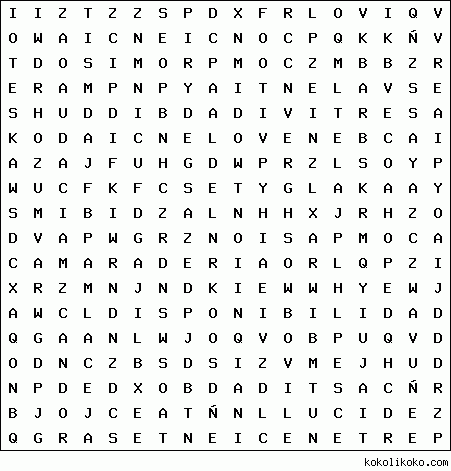 I I Z T Z Z S P D X F R L O V I Q V
O W A I C N E I C N O C P Q K K Ñ V
T D O S I M O R P M O C Z M B B Z R
E R A M P N P Y A I T N E L A V S E
S H U D D I B D A D I V I T R E S A
K O D A I C N E L O V E N E B C A I
A Z A J F U H G D W P R Z L S O Y P
W U C F K F C S E T Y G L A K A A Y
S M I B I D Z A L N H H X J R H Z O
D V A P W G R Z N O I S A P M O C A
C A M A R A D E R I A O R L Q P Z I
X R Z M N J N D K I E W W H Y E W J
A W C L D I S P O N I B I L I D A D
Q G A A N L W J O Q V O B P U Q V D
O D N C Z B S D S I Z V M E J H U D
N P D E D X O B D A D I T S A C Ñ R
B J O J C E A T Ñ N L L U C I D E Z
Q G R A S E T N E I C E N E T R E P
kokolikoko.com